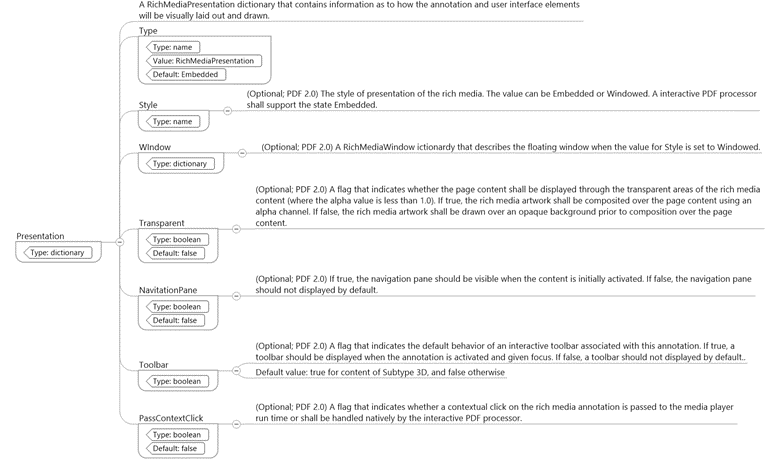 A RichMediaPresentation dictionary that contains information as to how the annotation and user interface elements
will be visually laid out and drawn.
Type
Type: name
Value: RichMediaPresentation
Default: Embedded
(Optional; PDF 2.0) The style of presentation of the rich media. The value can be Embedded or Windowed. A interactive PDF processor
shall support the state Embedded.
Style
Type: name
WIndow
(Optional; PDF 2.0) A RichMediaWindow ictionardy that describes the floating window when the value for Style is set to Windowed.
Type: dictionary
(Optional; PDF 2.0) A flag that indicates whether the page content shall be displayed through the transparent areas of the rich media
content (where the alpha value is less than 1.0). If true, the rich media artwork shall be composited over the page content using an
alpha channel. If false, the rich media artwork shall be drawn over an opaque background prior to composition over the page
content.
Transparent
Type: boolean
Default: false
Presentation
Type: dictionary
(Optional; PDF 2.0) If true, the navigation pane should be visible when the content is initially activated. If false, the navigation pane
should not displayed by default.
NavitationPane
Type: boolean
Default: false
(Optional; PDF 2.0) A flag that indicates the default behavior of an interactive toolbar associated with this annotation. If true, a
toolbar should be displayed when the annotation is activated and given focus. If false, a toolbar should not displayed by default..
Toolbar
Default value: true for content of Subtype 3D, and false otherwise
Type: boolean
(Optional; PDF 2.0) A flag that indicates whether a contextual click on the rich media annotation is passed to the media player
run time or shall be handled natively by the interactive PDF processor.
PassContextClick
Type: boolean
Default: false